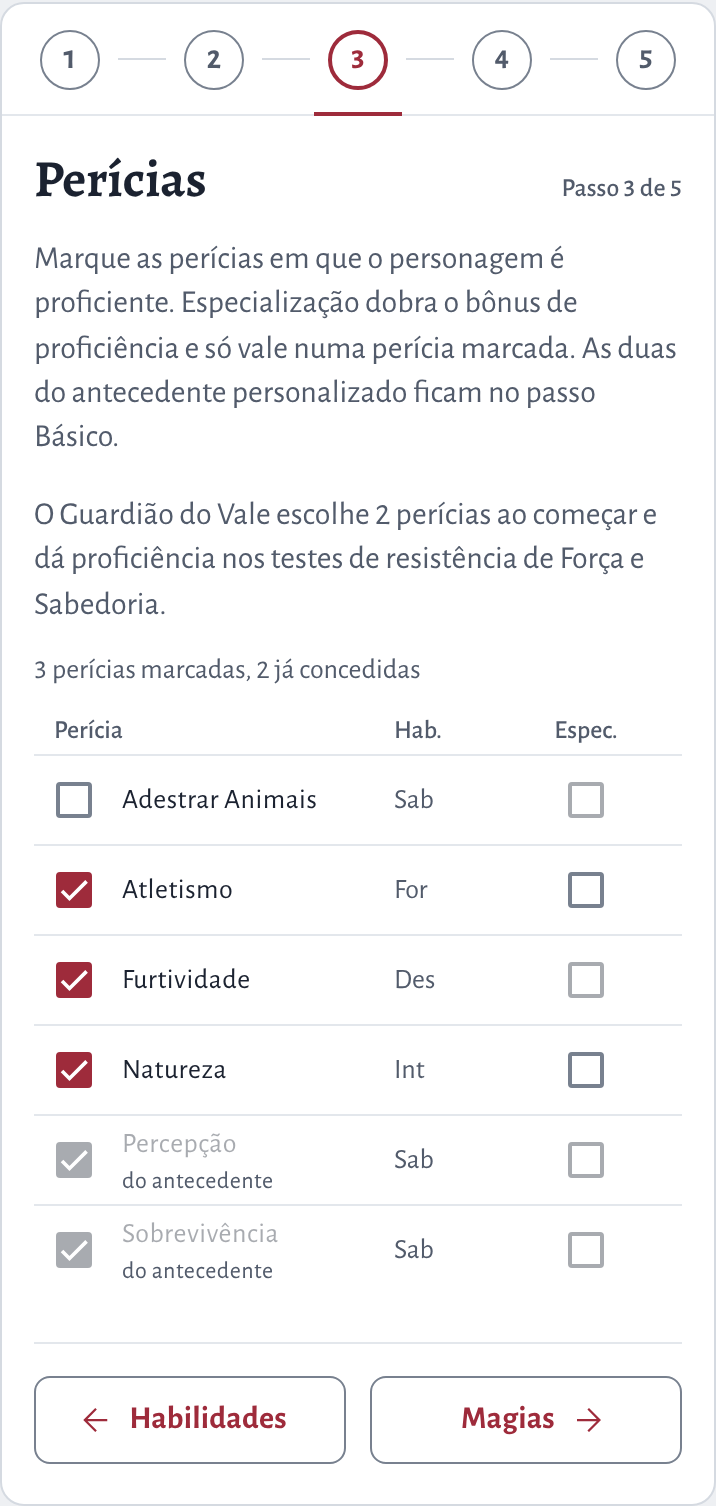 1 2 3 4 5
Perícias
Passo 3 de 5
Marque as perícias em que o personagem é
proficiente. Especialização dobra o bônus de
proficiência e só vale numa perícia marcada. As duas
do antecedente personalizado ficam no passo
Básico.
O Guardião do Vale escolhe 2 perícias ao começar e
dá proficiência nos testes de resistência de Força e
Sabedoria.
3 perícias marcadas, 2 já concedidas
Perícia Hab. Espec.
Adestrar Animais Sab
Atletismo For
Furtividade Des
Natureza Int
Percepção
do antecedente
Sab
Sobrevivência
do antecedente
Sab
← Habilidades
Magias →